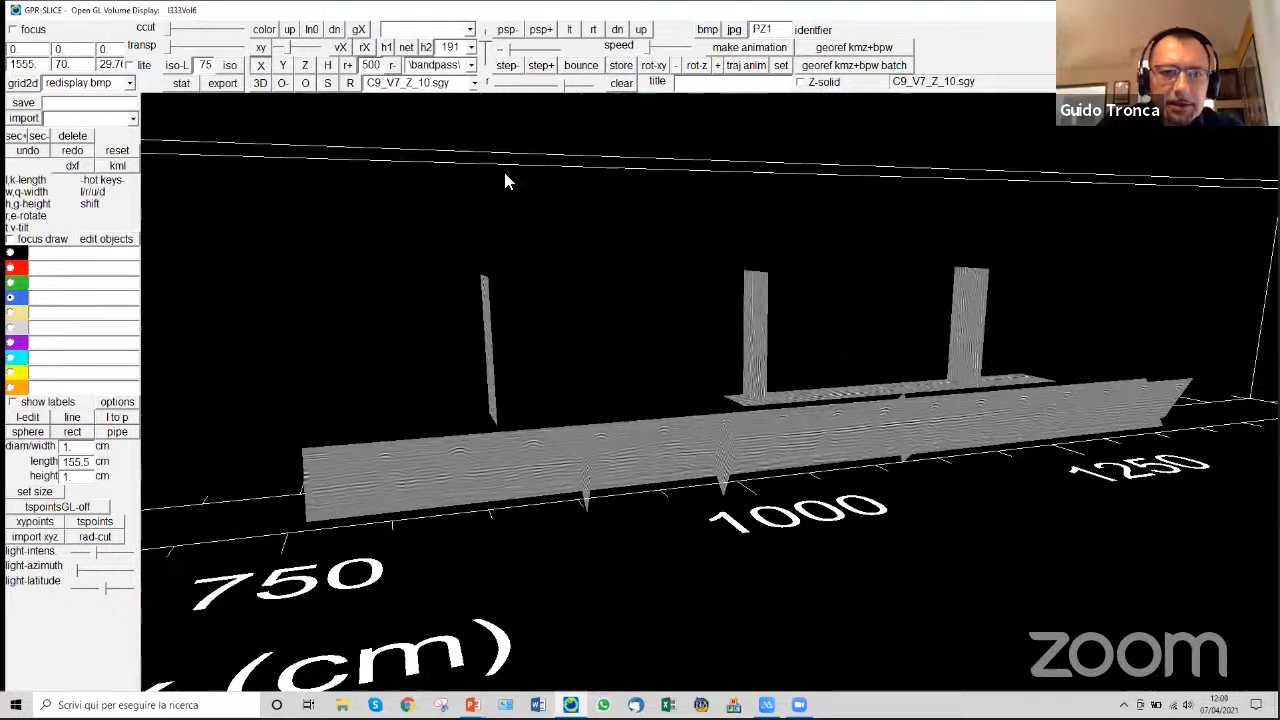 GPR-SLICE - Open GL Volume Display: I333Vol6
focus ccut color up ln0 dn gX psp- psp+ lt rt dn up bmp jpg PZ1 identifier
0. 0. 0. transp xy vX rX h1 net h2 191 speed make animation georef kmz+bpw
1555. 70. 29.76 lite iso-L 75 iso X Y Z H r+ 500 r- \bandpass\ step- step+ bounce store rot-xy - rot-z + traj anim set georef kmz+bpw batch
grid2d redisplay bmp stat export 3D O- O S R C9_V7_Z_10.sgy r clear title Z-solid C9_V7_Z_10.sgy
save
import
sec+ sec- delete
undo redo reset
dxf kml
l,k-length -hot keys-
w,q-width l/r/u/d
h,g-height shift
r,e-rotate
t,v-tilt
focus draw edit objects
show labels options
l-edit line l to p
sphere rect pipe
diam/width 1. cm
length 155.5 cm
height 1. cm
set size
tspointsGL-off
xypoints tspoints
import xyz rad-cut
light-intens.
light-azimuth
light-latitude
Guido Tronca
1250
1000
750
(cm)
zoom
Scrivi qui per eseguire la ricerca
12:09
07/04/2021